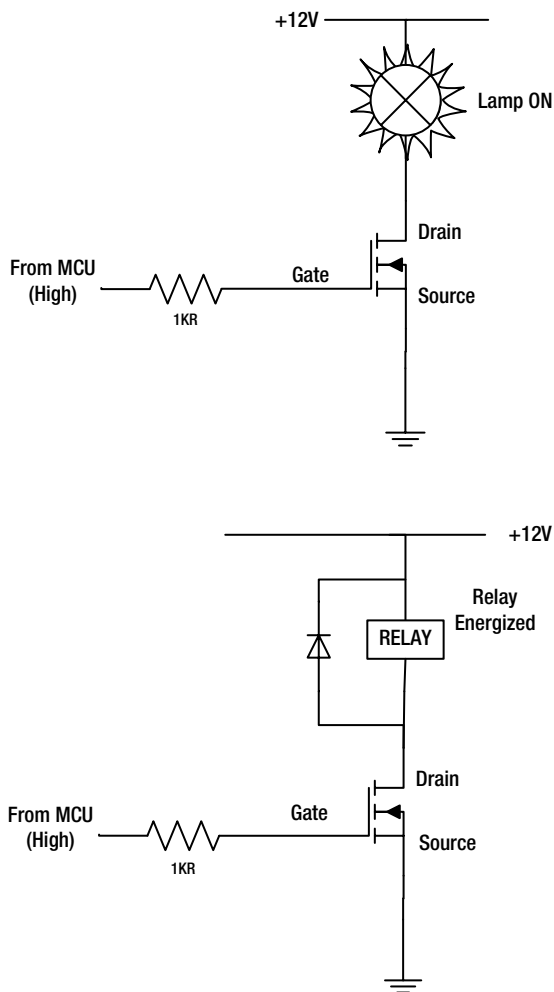 +12V
Lamp ON
Drain
From MCU
(High)
Gate
Source
1KR
+12V
Relay
Energized
RELAY
Drain
From MCU
(High)
Gate
Source
1KR